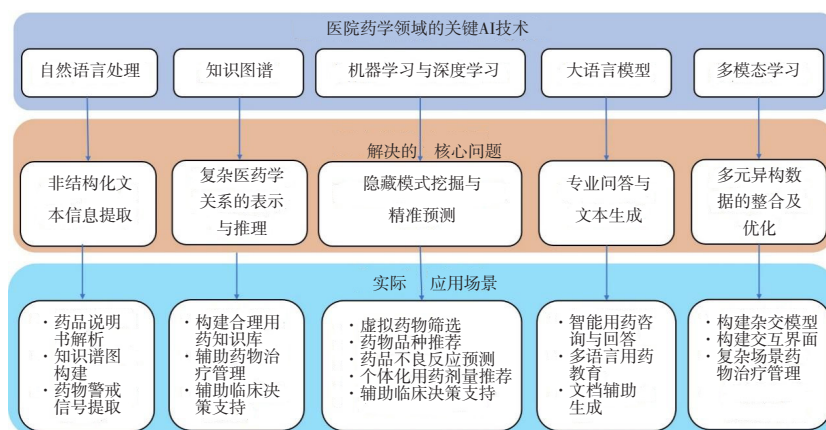 医院药学领域的关键AI技术
自然语言处理
知识图谱
机器学习与深度学习
大语言模型
多模态学习
解决的 核心问题
非结构化文
本信息提取
复杂医药学
关系的表示
与推理
隐藏模式挖掘与
精准预测
专业问答与
文本生成
多元异构数
据的整合及
优化
实际 应用场景
·药品说明
书解析
·知识谱图
构建
·药物警戒
信号提取
·构建合理用
药知识库
·辅助药物治
疗管理
·辅助临床决
策支持
·虚拟药物筛选
·药物品种推荐
·药品不良反应预测
·个体化用药剂量推荐
·辅助临床决策支持
·智能用药咨
询与回答
·多语言用药
教育
·文档辅助
生成
·构建杂交模型
·构建交互界面
·复杂场景药
物治疗管理